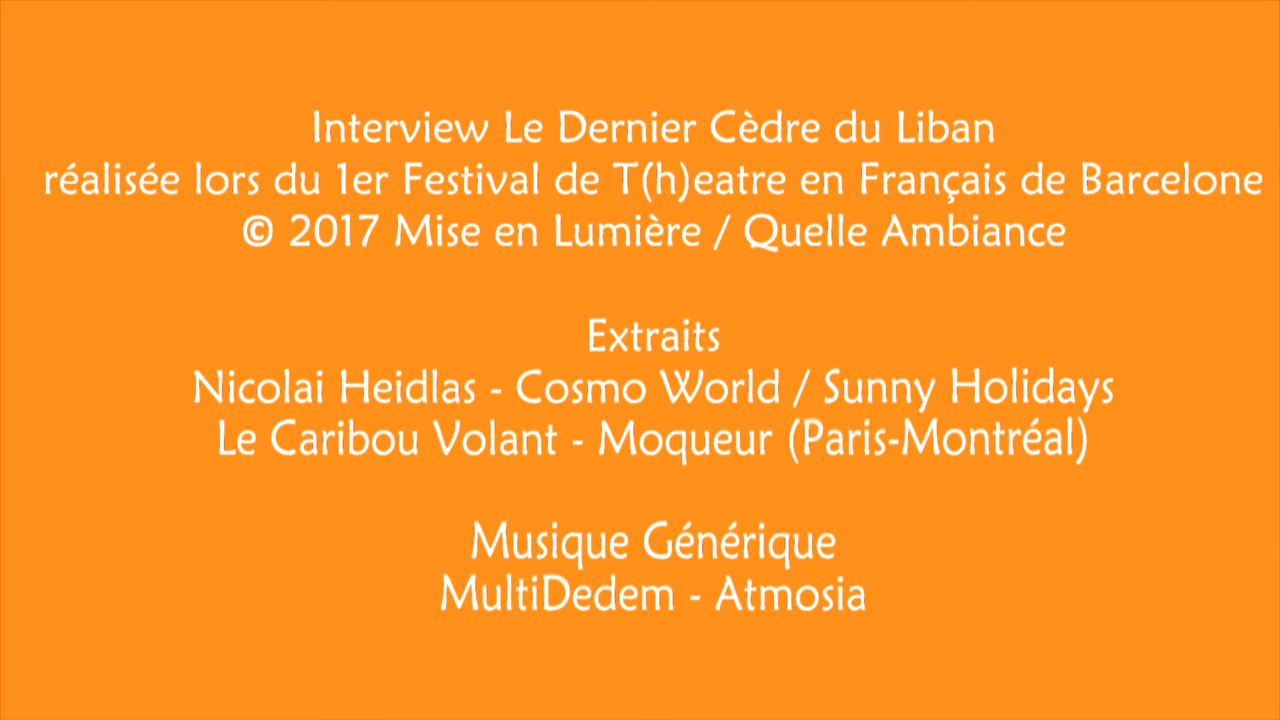 Interview Le Dernier Cèdre du Liban
réalisée lors du 1er Festival de T(h)eatre en Français de Barcelone
© 2017 Mise en Lumière / Quelle Ambiance
Extraits
Nicolai Heidlas - Cosmo World / Sunny Holidays
Le Caribou Volant - Moqueur (Paris-Montréal)
Musique Générique
MultiDedem - Atmosia